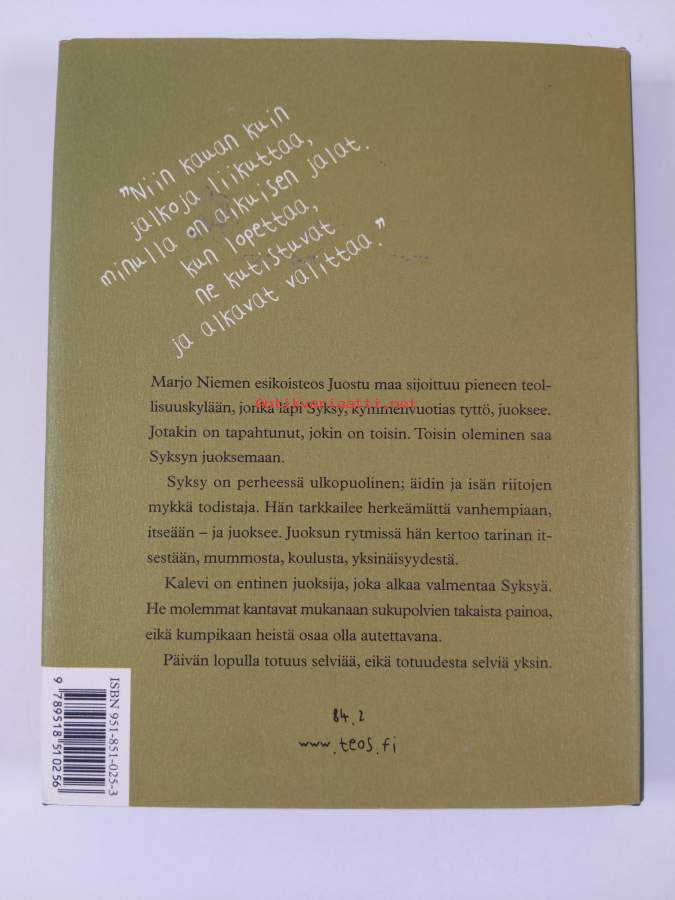 "Niin kauan kuin
jalkoja liikuttaa,
minulla on aikuisen jalat.
kun lopettaa,
ne kutistuvat
ja alkavat valittaa."
Marjo Niemen esikoisteos Juostu maa sijoittuu pieneen teol-
lisuuskylään, jonka läpi Syksy, kymmenvuotias tyttö, juoksee.
Antikvariaatti.net
Jotakin on tapahtunut, jokin on toisin. Toisin oleminen saa
Syksyn juoksemaan.
Syksy on perheessä ulkopuolinen; äidin ja isän riitojen
mykkä todistaja. Hän tarkkailee herkeämättä vanhempiaan,
itseään – ja juoksee. Juoksun rytmissä hän kertoo tarinan it-
sestään, mummosta, koulusta, yksinäisyydestä.
Kalevi on entinen juoksija, joka alkaa valmentaa Syksyä.
He molemmat kantavat mukanaan sukupolvien takaista painoa,
eikä kumpikaan heistä osaa olla autettavana.
Päivän lopulla totuus selviää, eikä totuudesta selviä yksin.
84.2
www.teos.fi
ISBN 951-851-025-3
9 789518 510256